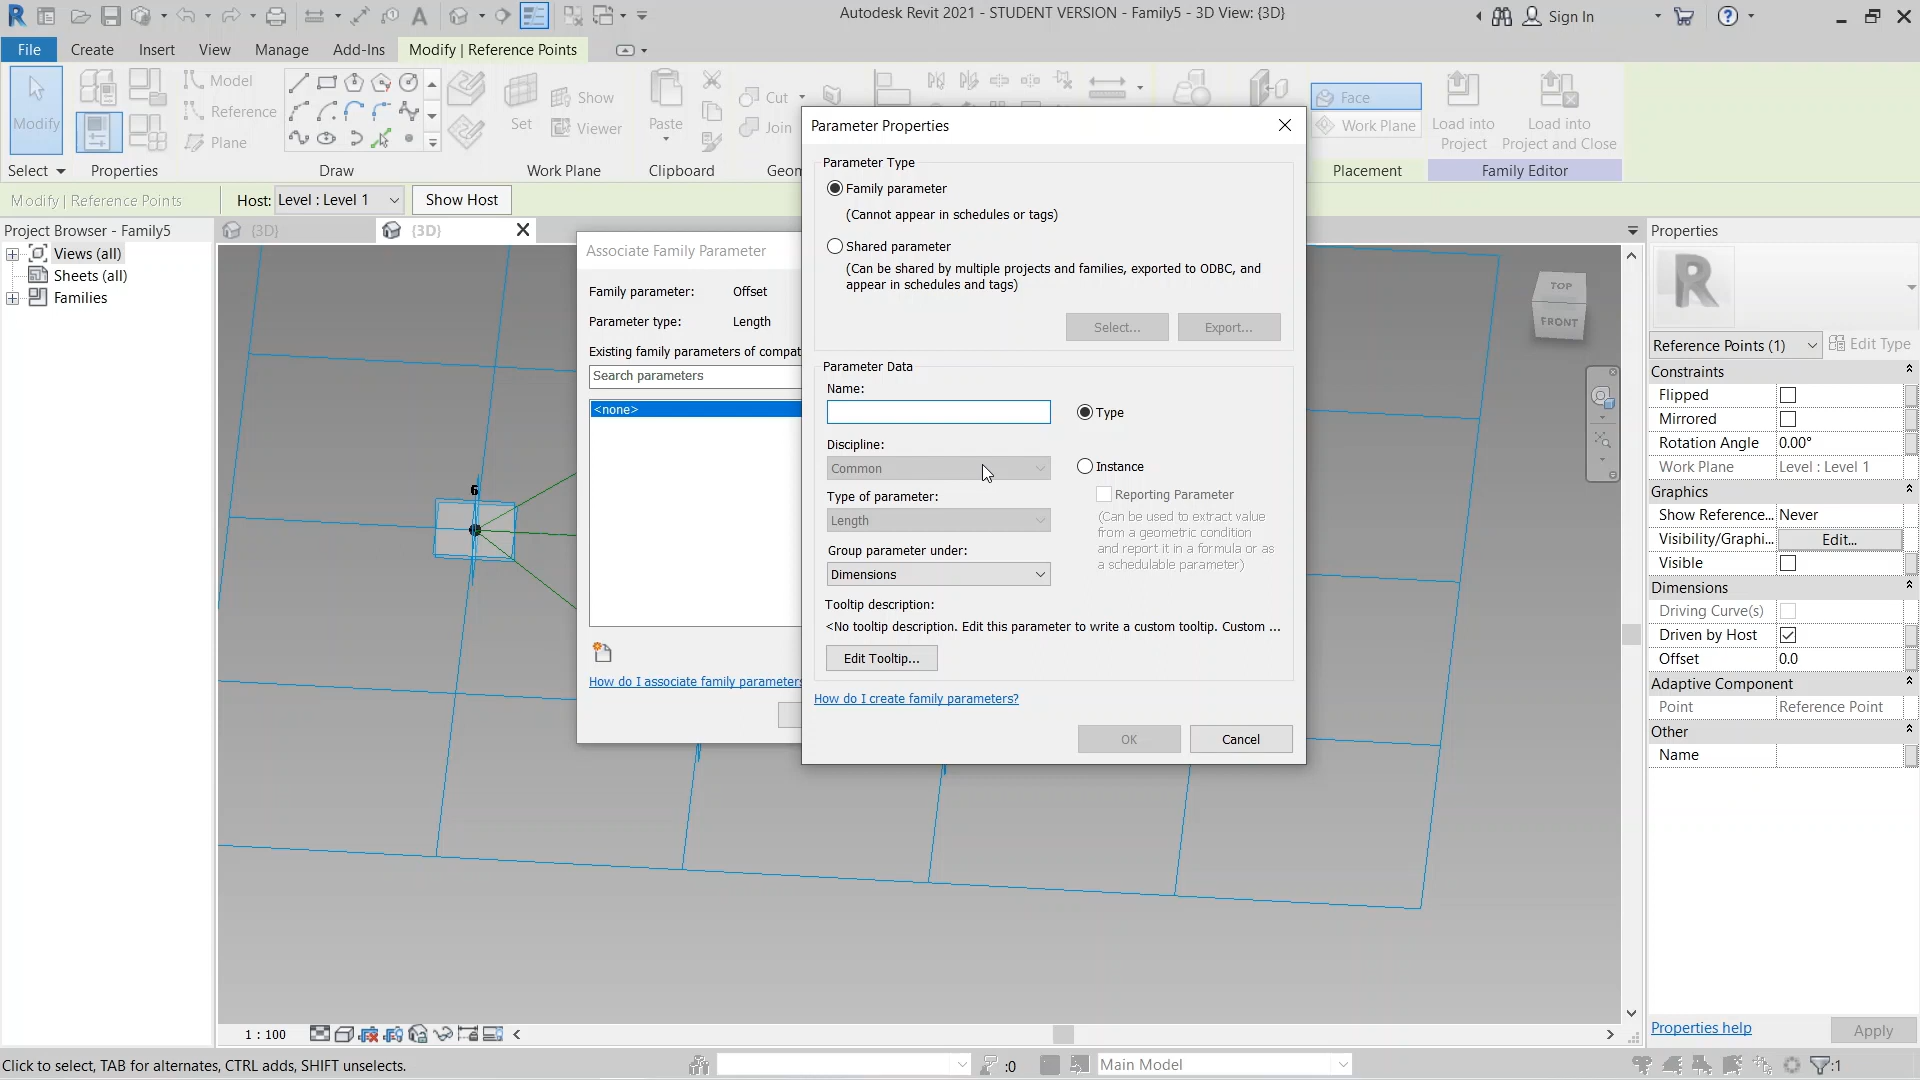 Autodesk Revit 2021 - STUDENT VERSION - Family5 - 3D View: {3D}
Sign In
File Create Insert View Manage Add-Ins Modify | Reference Points
Modify
Model
Reference
Plane
Set
Show
Viewer
Paste
Cut
Join
Face
Work Plane
Load into Project
Load into Project and Close
Select Properties Draw Work Plane Clipboard Geom Placement Family Editor
Modify | Reference Points Host: Level : Level 1 Show Host
Project Browser - Family5
Views (all)
Sheets (all)
Families
{3D}
{3D}
6
Associate Family Parameter
Family parameter: Offset
Parameter type: Length
Existing family parameters of compat
Search parameters
<none>
How do I associate family parameters
Parameter Properties
Parameter Type
Family parameter
(Cannot appear in schedules or tags)
Shared parameter
(Can be shared by multiple projects and families, exported to ODBC, and
appear in schedules and tags)
Select... Export...
Parameter Data
Name:
Type
Discipline:
Common
Instance
Type of parameter:
Reporting Parameter
Length
(Can be used to extract value
from a geometric condition
and report it in a formula or as
a schedulable parameter)
Group parameter under:
Dimensions
Tooltip description:
<No tooltip description. Edit this parameter to write a custom tooltip. Custom ...
Edit Tooltip...
How do I create family parameters?
OK Cancel
TOP
FRONT
Properties
R
Reference Points (1) Edit Type
Constraints
Flipped
Mirrored
Rotation Angle 0.00°
Work Plane Level : Level 1
Graphics
Show Reference... Never
Visibility/Graphi... Edit...
Visible
Dimensions
Driving Curve(s)
Driven by Host
Offset 0.0
Adaptive Component
Point Reference Point
Other
Name
Properties help Apply
1 : 100
Click to select, TAB for alternates, CTRL adds, SHIFT unselects.
:0
Main Model
:1